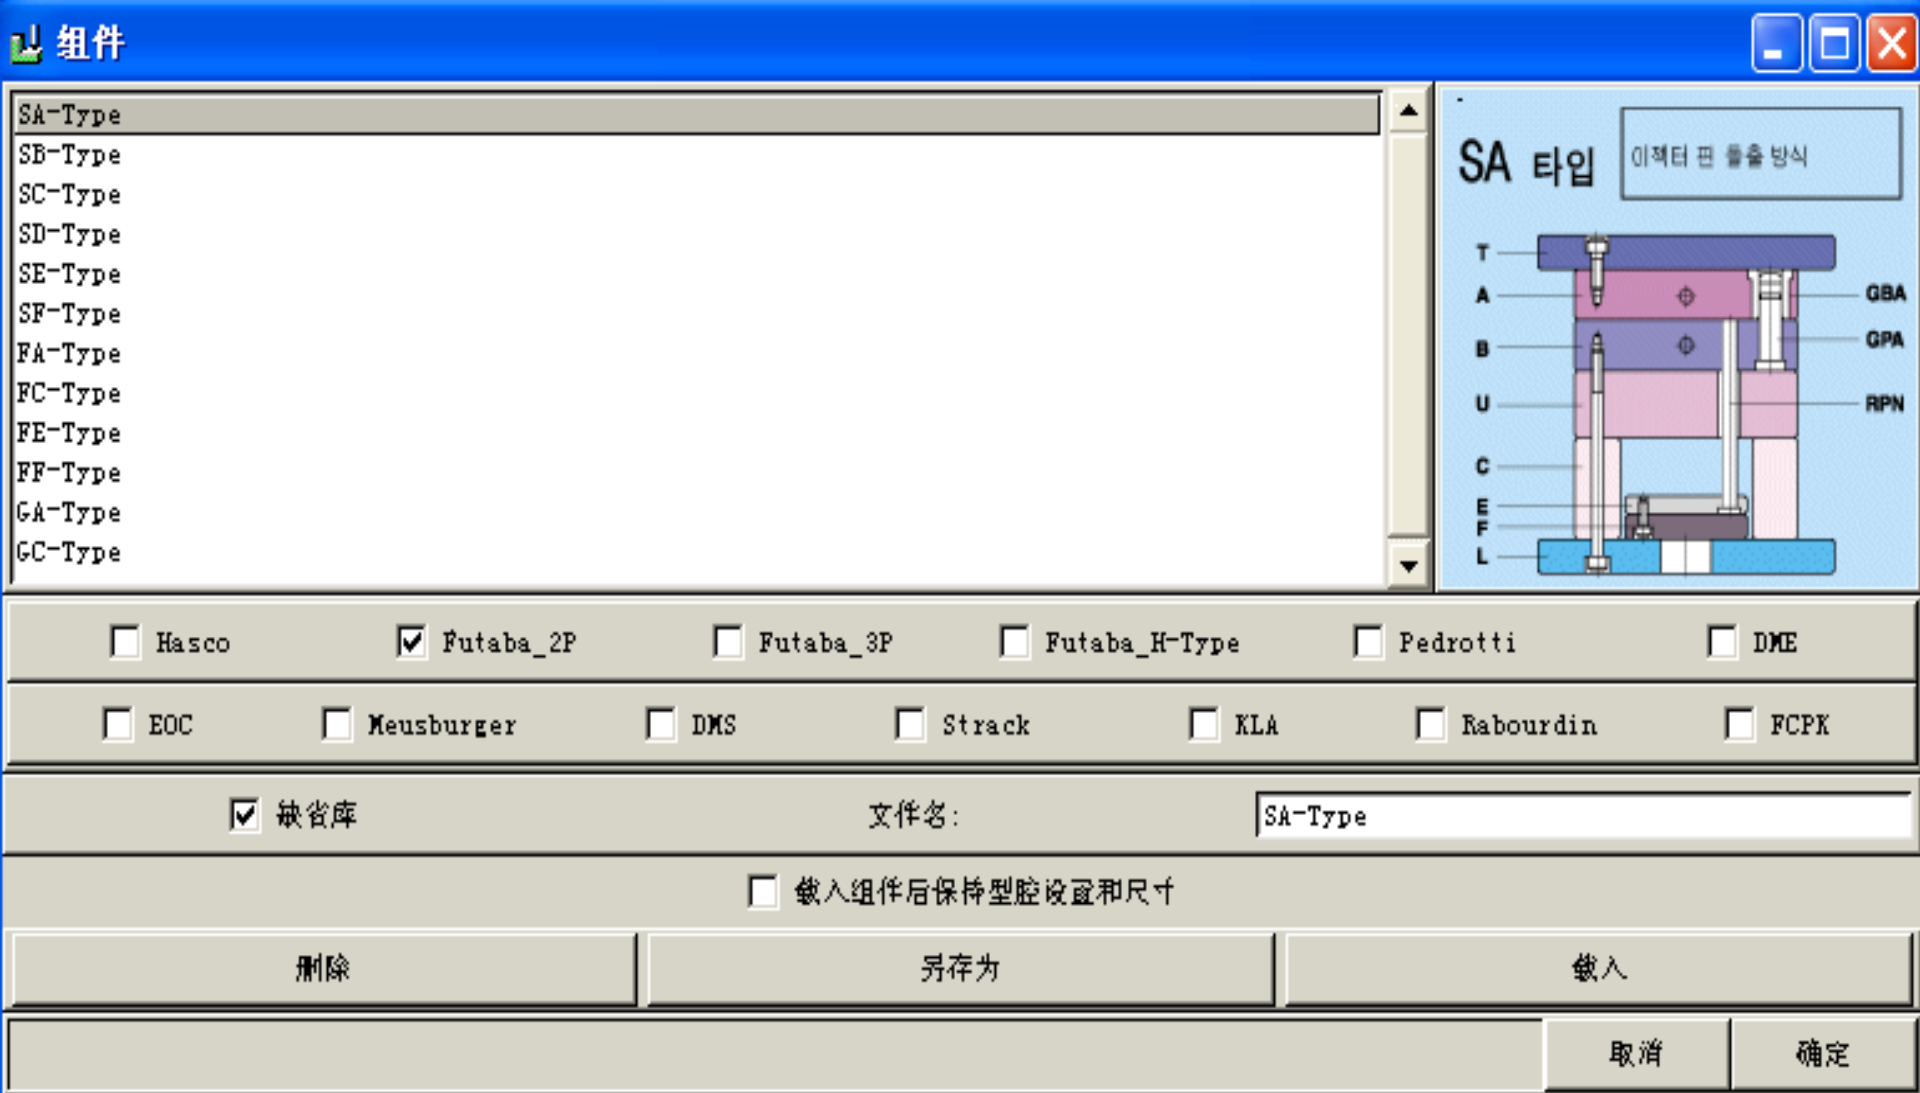 组件
SA-Type
SB-Type
SC-Type
SD-Type
SE-Type
SF-Type
FA-Type
FC-Type
FE-Type
FF-Type
GA-Type
GC-Type
SA 타입
이젝터 핀 돌출 방식
T
A
GBA
B
GPA
U
RPN
C
E
F
L
Hasco Futaba_2P Futaba_3P Futaba_H-Type Pedrotti DME
EOC Meusburger DMS Strack KLA Rabourdin FCPK
缺省库 文件名: SA-Type
载入组件后保持型腔设置和尺寸
删除 另存为 载入
取消 确定